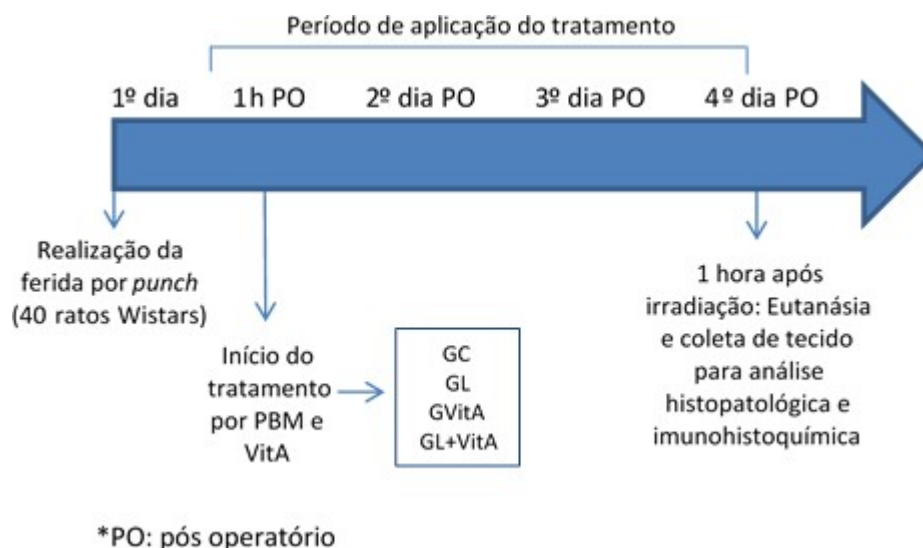 Período de aplicação do tratamento
1º dia 1h PO 2º dia PO 3º dia PO 4º dia PO
Realização da
ferida por punch
(40 ratos Wistars)
Início do
tratamento
por PBM e
VitA
GC
GL
GVitA
GL+VitA
1 hora após
irradiação: Eutanásia
e coleta de tecido
para análise
histopatológica e
imunohistoquímica
*PO: pós operatório